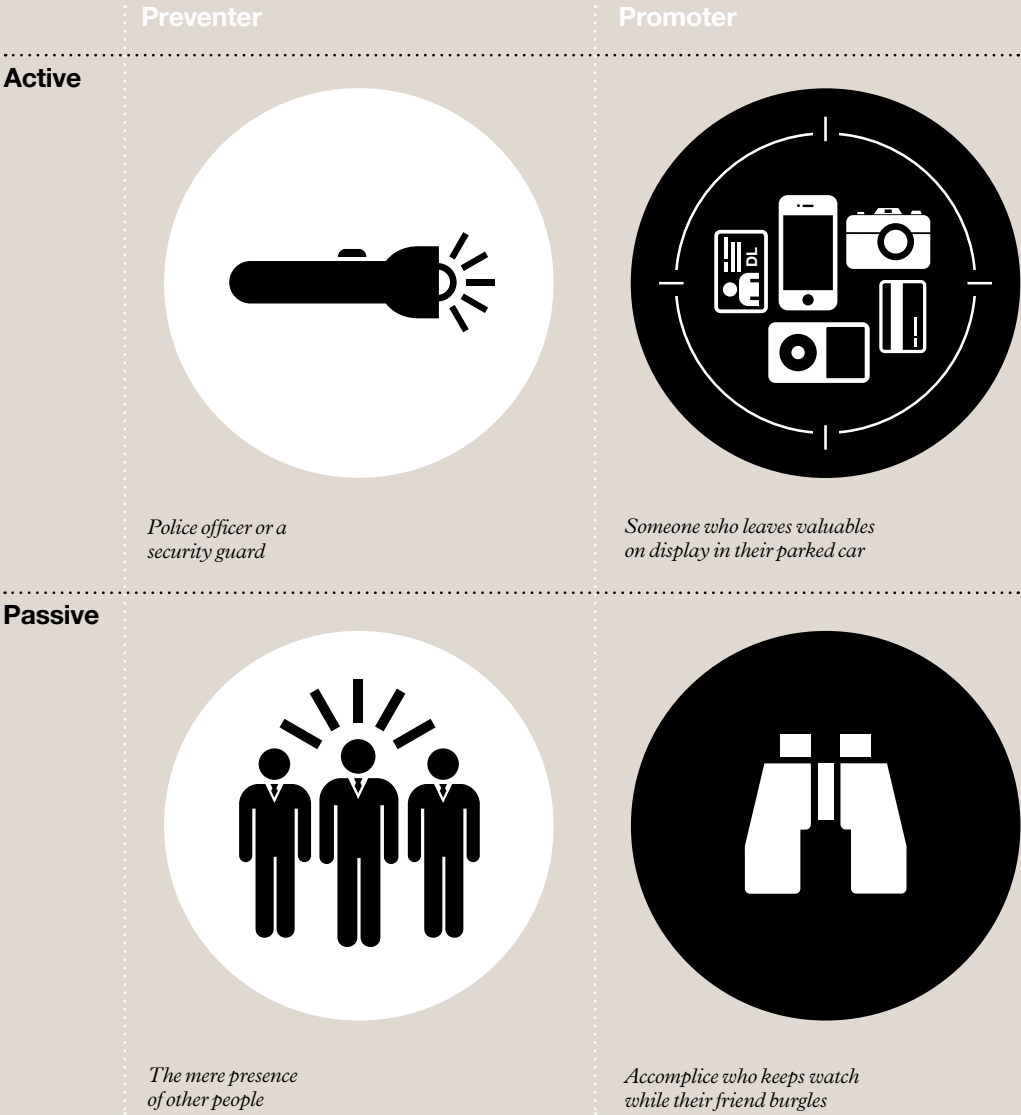 Preventer
Promoter
Active
DL
Police officer or a
security guard
Someone who leaves valuables
on display in their parked car
Passive
The mere presence
of other people
Accomplice who keeps watch
while their friend burgles